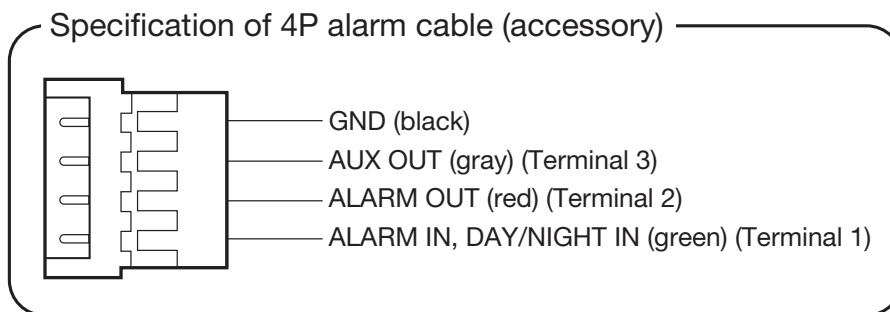 Specification of 4P alarm cable (accessory)
GND (black)
AUX OUT (gray) (Terminal 3)
ALARM OUT (red) (Terminal 2)
ALARM IN, DAY/NIGHT IN (green) (Terminal 1)